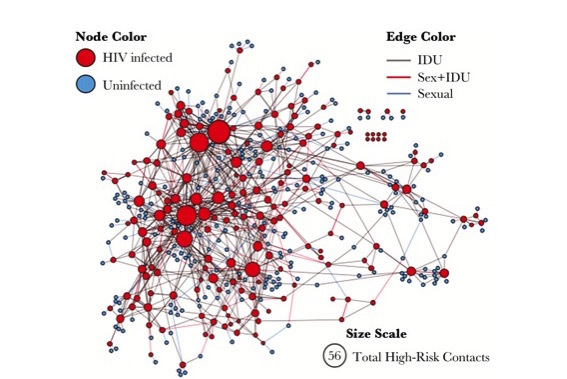 Node Color
HIV infected
Uninfected
Edge Color
IDU
Sex+IDU
Sexual
Size Scale
56 Total High-Risk Contacts